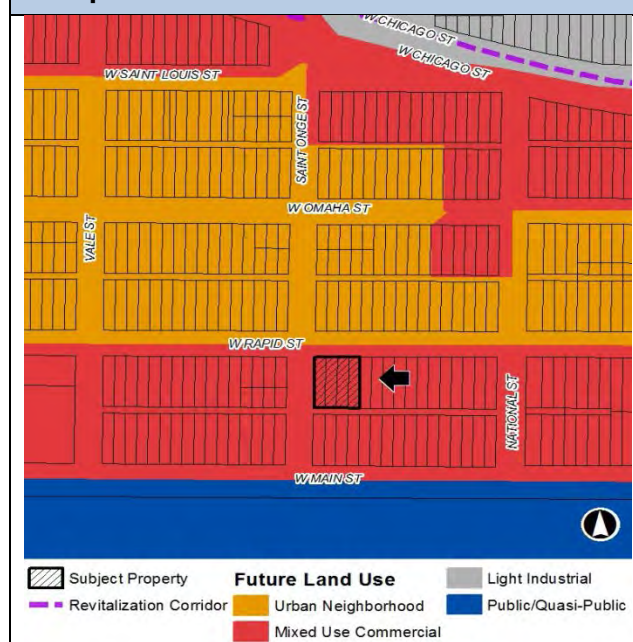 W CHICAGO ST
W CHICAGO ST
W SAINT LOUIS ST
SAINT ONGE ST
W OMAHA ST
VALE ST
W RAPID ST
NATIONAL ST
W MAIN ST
Subject Property
Revitalization Corridor
Future Land Use
Urban Neighborhood
Mixed Use Commercial
Light Industrial
Public/Quasi-Public